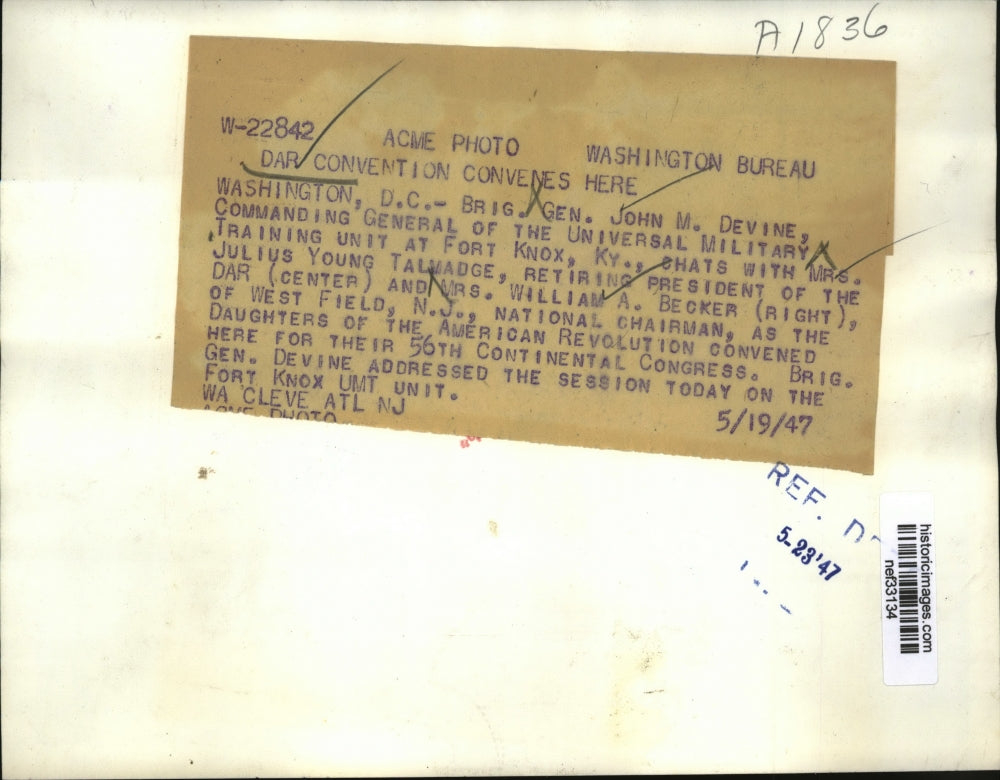 A1836
W-22842 ACME PHOTO WASHINGTON BUREAU
DAR CONVENTION CONVENES HERE
WASHINGTON, D.C.- BRIG. GEN. JOHN M. DEVINE,
COMMANDING GENERAL OF THE UNIVERSAL MILITARY
TRAINING UNIT AT FORT KNOX, KY., CHATS WITH MRS.
JULIUS YOUNG TALMADGE, RETIRING PRESIDENT OF THE
DAR (CENTER) AND MRS. WILLIAM A. BECKER (RIGHT),
OF WEST FIELD, N.J., NATIONAL CHAIRMAN, AS THE
DAUGHTERS OF THE AMERICAN REVOLUTION CONVENED
HERE FOR THEIR 56TH CONTINENTAL CONGRESS. BRIG.
GEN. DEVINE ADDRESSED THE SESSION TODAY ON THE
FORT KNOX UMT UNIT.
WA CLEVE ATL NJ
ACME PHOTO
5/19/47
REF.
5-23'47
historicimages.com
nef33134